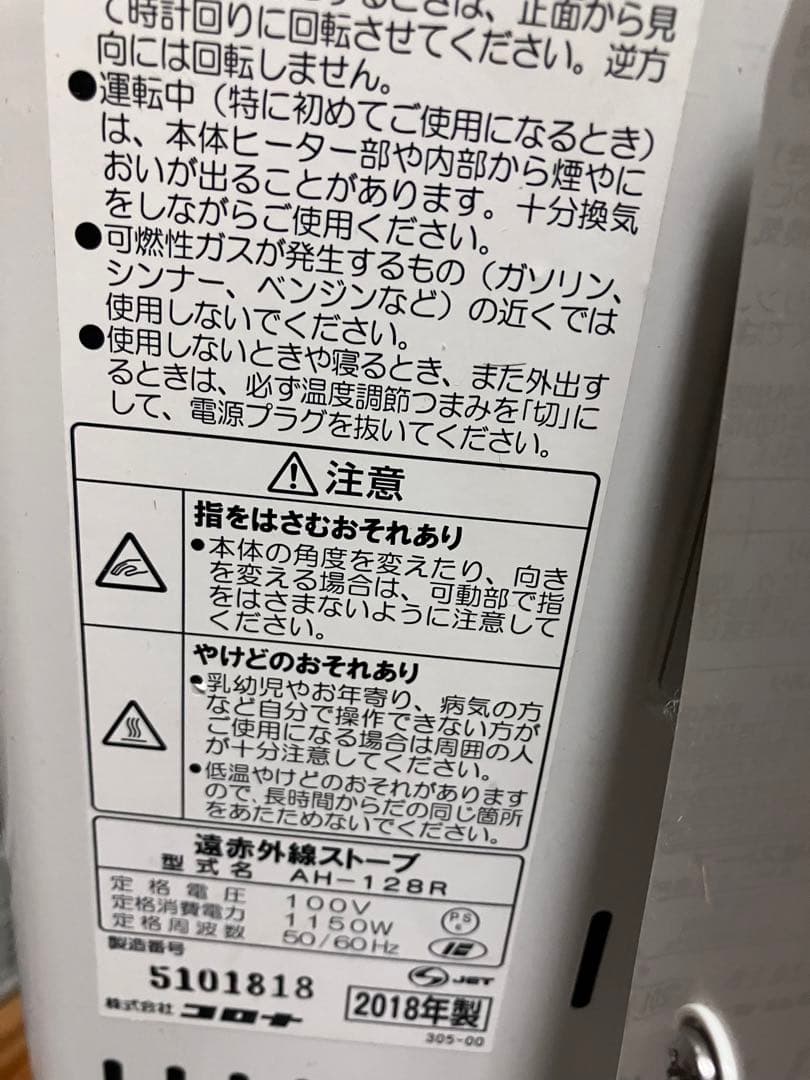 するときは、正面から見
て時計回りに回転させてください。逆方
向には回転しません。
●運転中（特に初めてご使用になるとき）
は、本体ヒーター部や内部から煙やに
おいが出ることがあります。十分換気
をしながらご使用ください。
●可燃性ガスが発生するもの（ガソリン、
シンナー、ベンジンなど）の近くでは
使用しないでください。
●使用しないときや寝るとき、また外出す
るときは、必ず温度調節つまみを「切」に
して、電源プラグを抜いてください。
注意
指をはさむおそれあり
●本体の角度を変えたり、向き
を変える場合は、可動部で指
をはさまないように注意して
ください。
やけどのおそれあり
●乳幼児やお年寄り、病気の方
など自分で操作できない方が
ご使用になる場合は周囲の人
が十分注意してください。
●低温やけどのおそれがあります
ので、長時間からだの同じ箇所
をあたためないでください。
遠赤外線ストーブ
型式名 AH-128R
定格電圧 100V
定格消費電力 1150W
定格周波数 50/60Hz
PS
E
製造番号
5101818
JET
株式会社 コロナ
2018年製
305-00